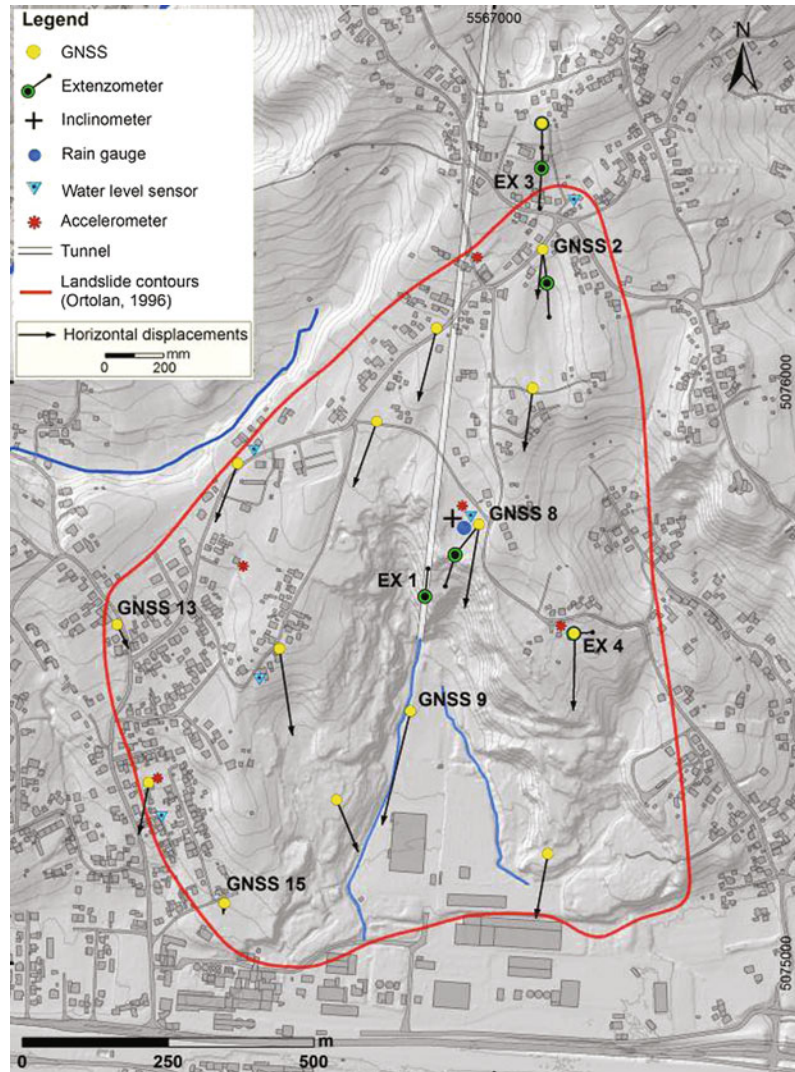 Legend
GNSS
Extenzometer
Inclinometer
Rain gauge
Water level sensor
Accelerometer
Tunnel
Landslide contours
(Ortolan, 1996)
Horizontal displacements
0 200 mm
5567000
N
EX 3
GNSS 2
5076000
GNSS 8
EX 1
GNSS 13
EX 4
GNSS 9
GNSS 15
5075000
m
0 250 500